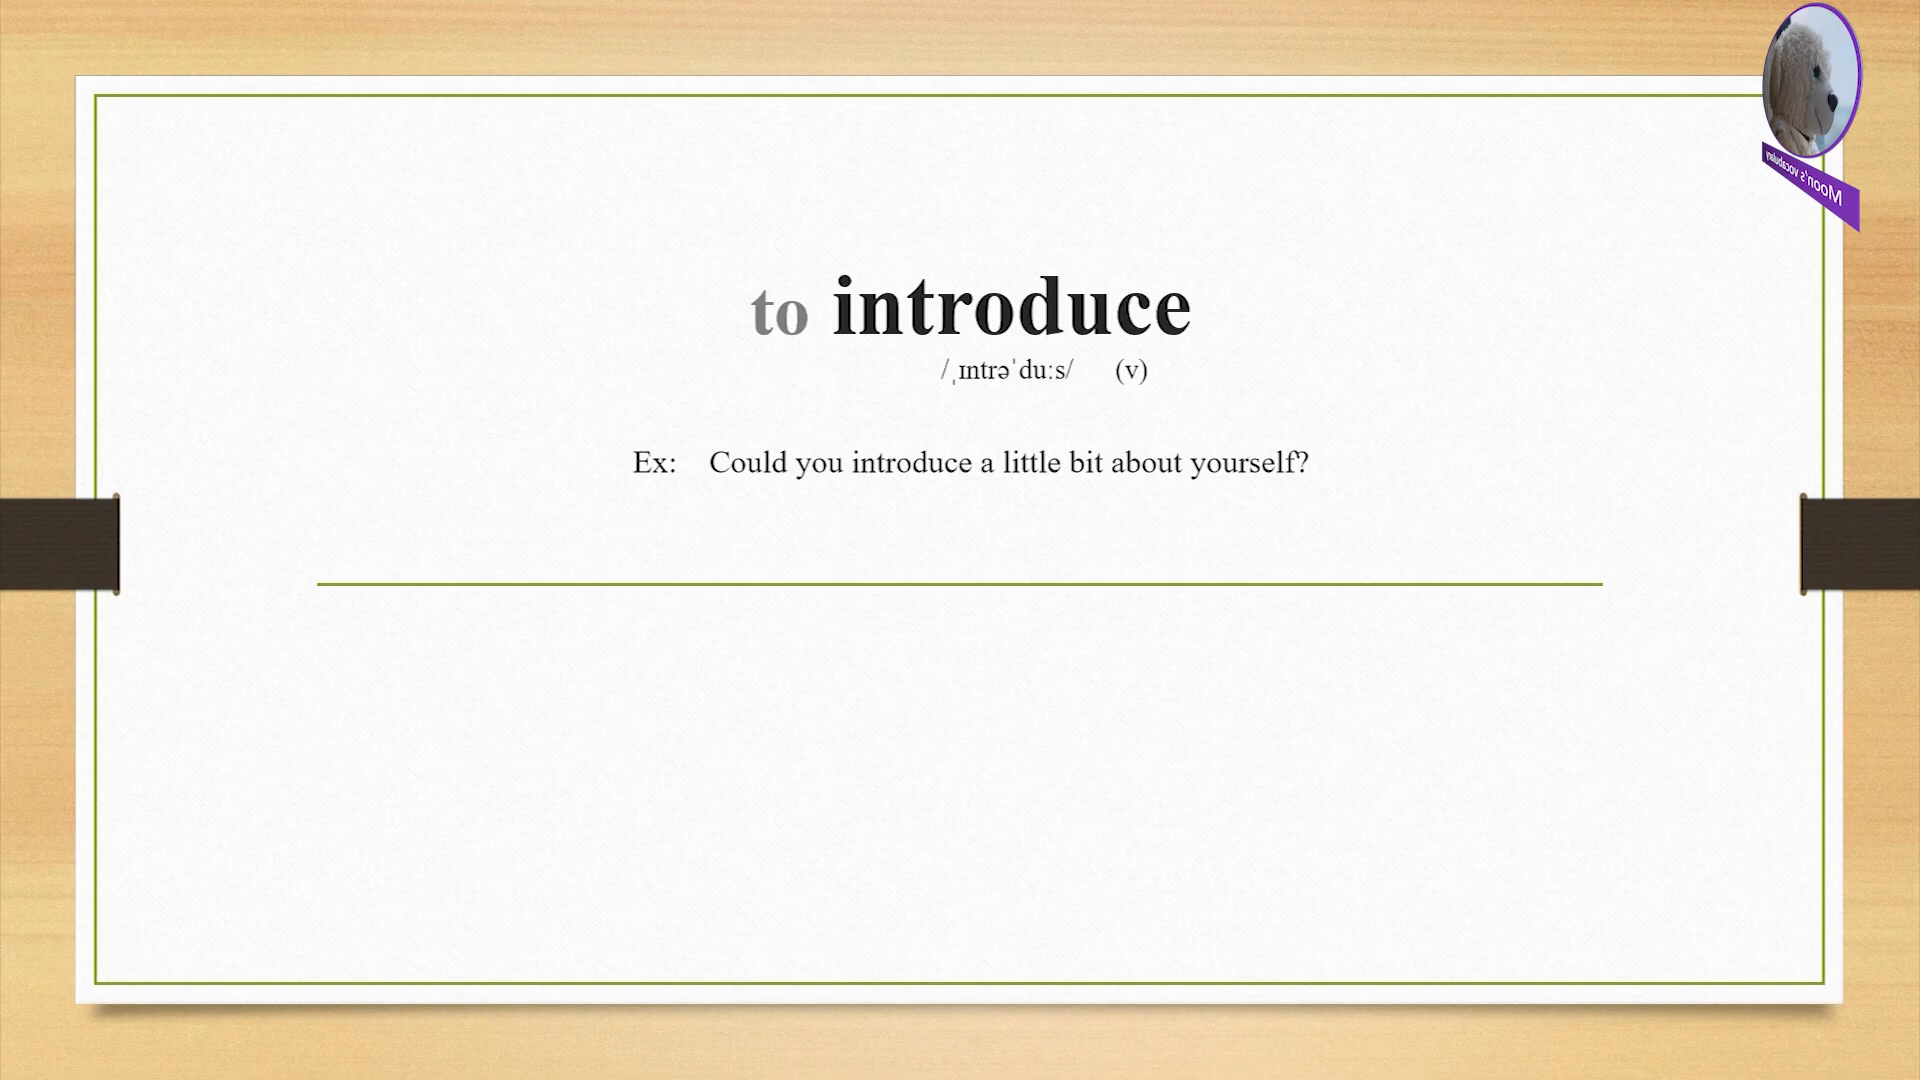 Moon's vocabulary
to introduce
/ˌɪntrəˈduːs/ (v)
Ex: Could you introduce a little bit about yourself?